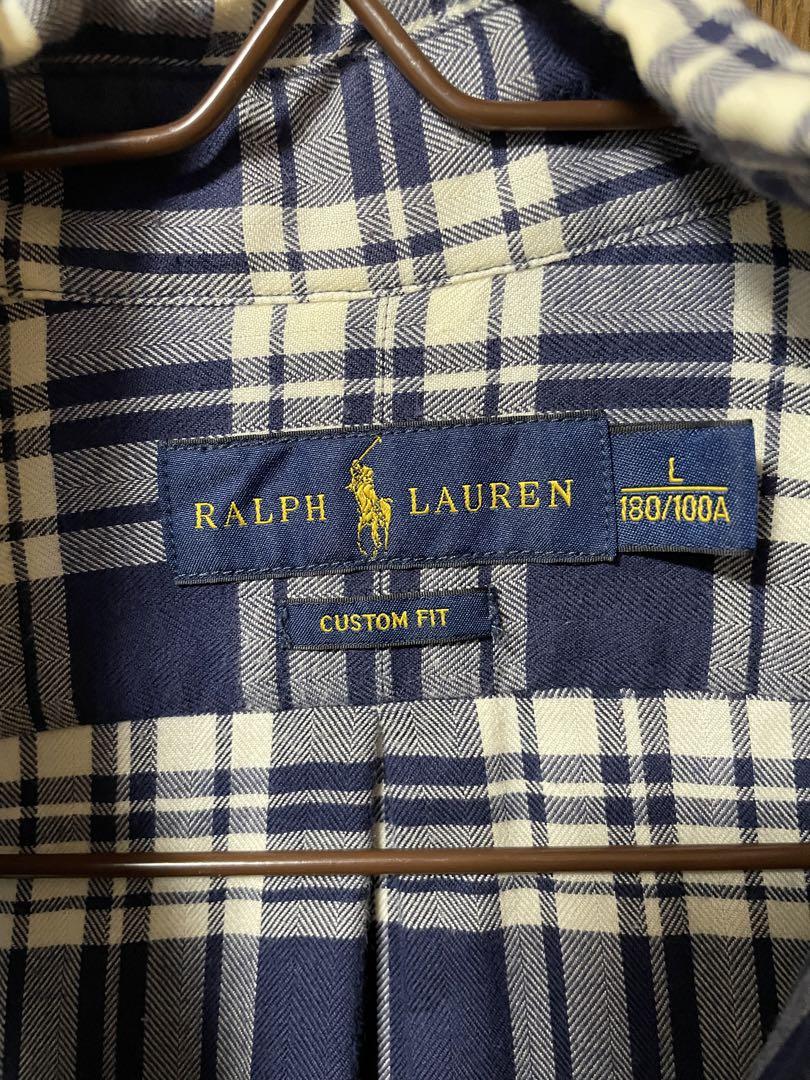 RALPH LAUREN
L
180/100A
CUSTOM FIT